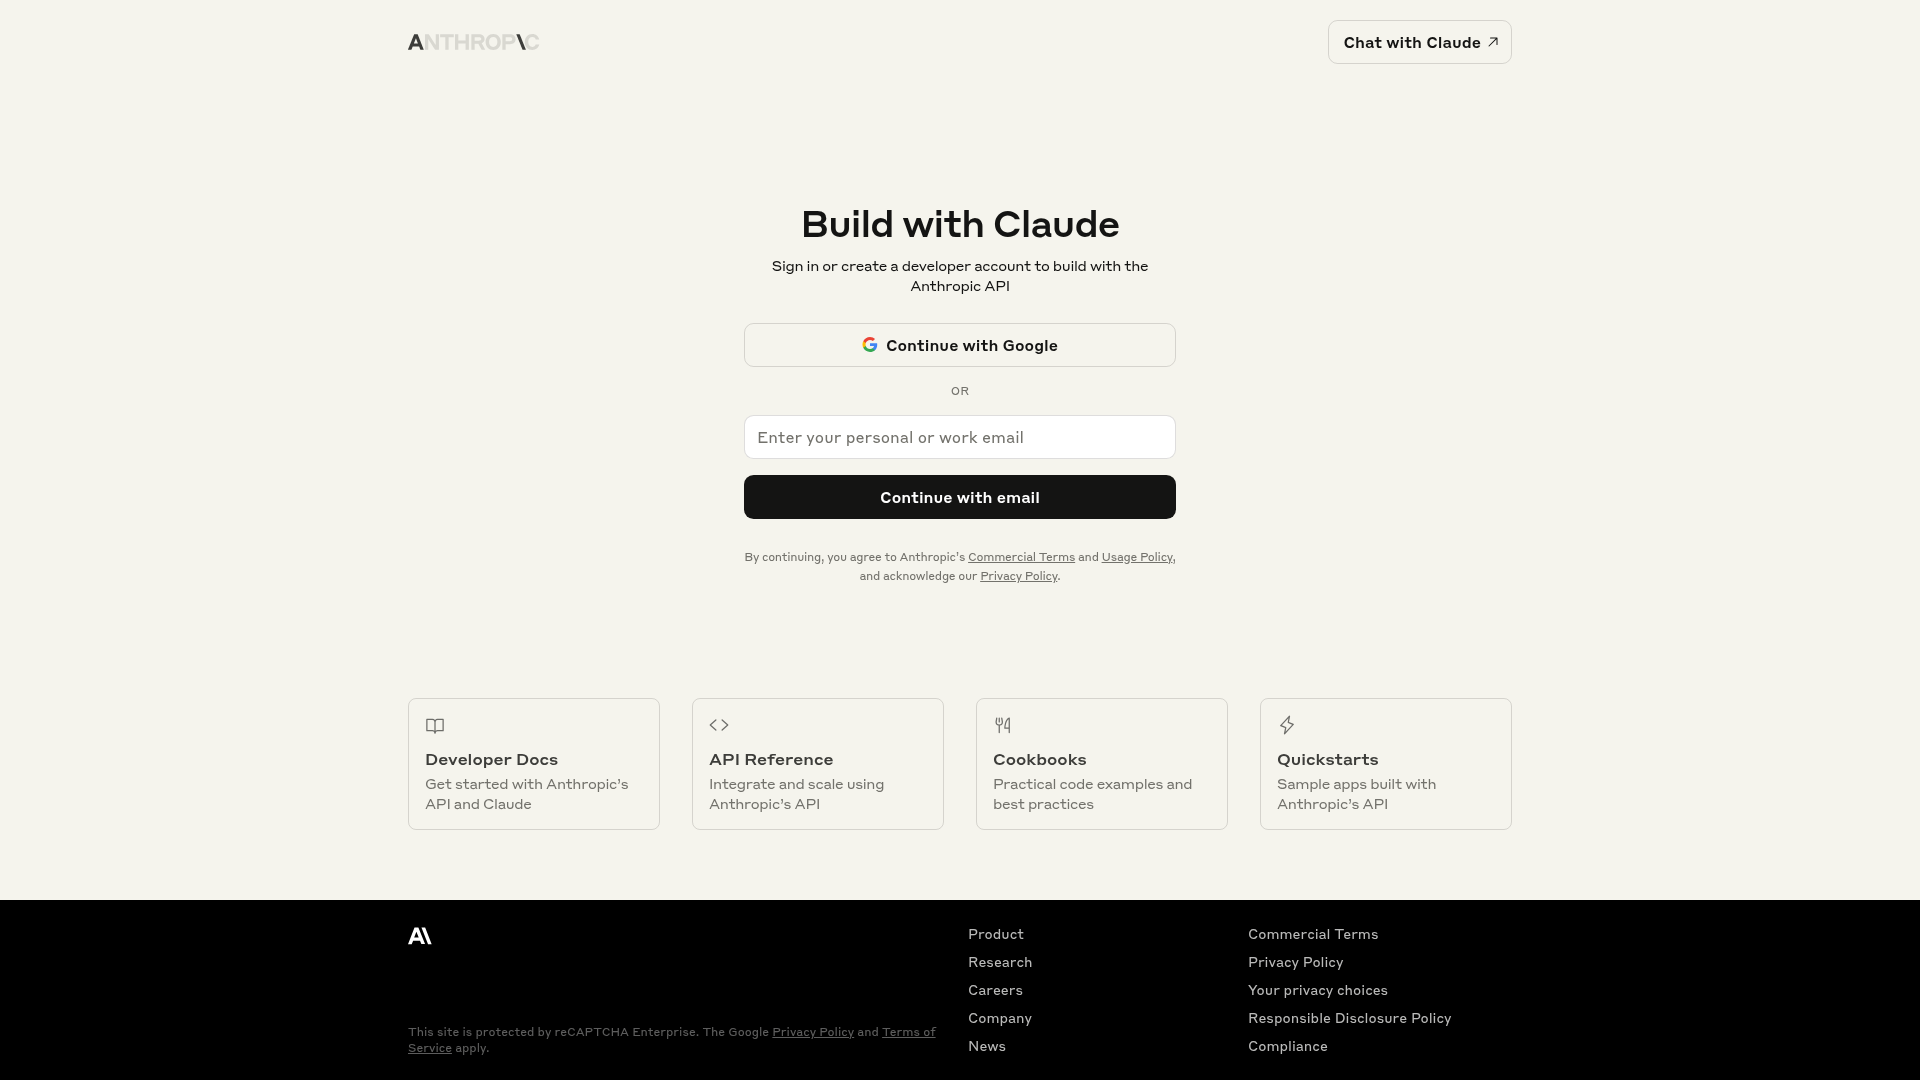 ANTHROP\C
Chat with Claude
Build with Claude
Sign in or create a developer account to build with the
Anthropic API
Continue with Google
OR
Enter your personal or work email
Continue with email
By continuing, you agree to Anthropic's Commercial Terms and Usage Policy,
and acknowledge our Privacy Policy.
Developer Docs
Get started with Anthropic's
API and Claude
API Reference
Integrate and scale using
Anthropic's API
Cookbooks
Practical code examples and
best practices
Quickstarts
Sample apps built with
Anthropic's API
A\
This site is protected by reCAPTCHA Enterprise. The Google Privacy Policy and Terms of
Service apply.
Product
Research
Careers
Company
News
Commercial Terms
Privacy Policy
Your privacy choices
Responsible Disclosure Policy
Compliance